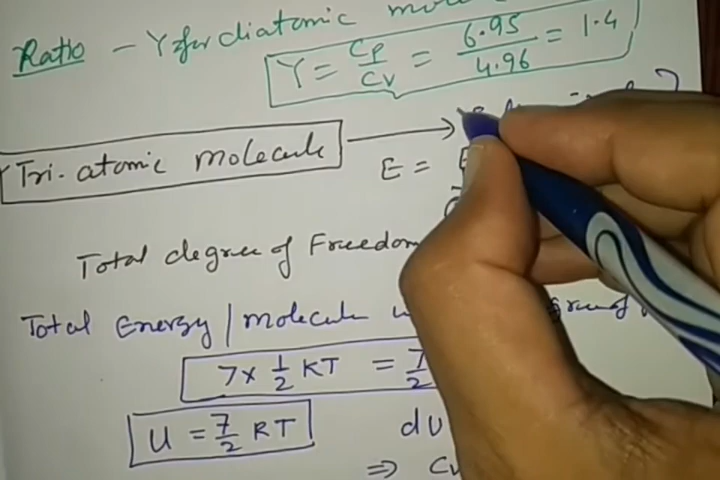 Ratio - γ for diatomic
γ = CP/CV = 6.95/4.96 = 1.4
Tri-atomic molecule →
E =
Total degree of Freedom
Total Energy / molecule
7 × 1/2 KT = 7/2
U = 7/2 RT dU
⇒ CV